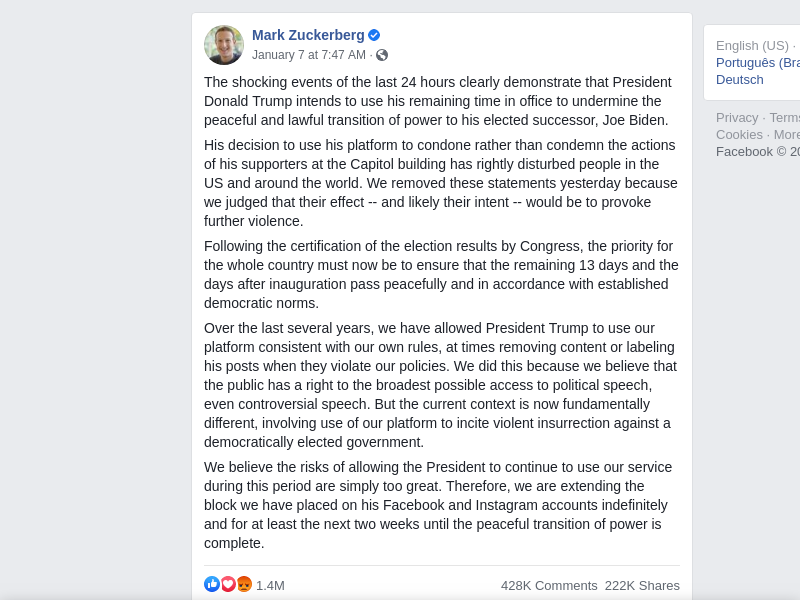 Mark Zuckerberg
January 7 at 7:47 AM ·
The shocking events of the last 24 hours clearly demonstrate that President
Donald Trump intends to use his remaining time in office to undermine the
peaceful and lawful transition of power to his elected successor, Joe Biden.
His decision to use his platform to condone rather than condemn the actions
of his supporters at the Capitol building has rightly disturbed people in the
US and around the world. We removed these statements yesterday because
we judged that their effect -- and likely their intent -- would be to provoke
further violence.
Following the certification of the election results by Congress, the priority for
the whole country must now be to ensure that the remaining 13 days and the
days after inauguration pass peacefully and in accordance with established
democratic norms.
Over the last several years, we have allowed President Trump to use our
platform consistent with our own rules, at times removing content or labeling
his posts when they violate our policies. We did this because we believe that
the public has a right to the broadest possible access to political speech,
even controversial speech. But the current context is now fundamentally
different, involving use of our platform to incite violent insurrection against a
democratically elected government.
We believe the risks of allowing the President to continue to use our service
during this period are simply too great. Therefore, we are extending the
block we have placed on his Facebook and Instagram accounts indefinitely
and for at least the next two weeks until the peaceful transition of power is
complete.
1.4M
428K Comments 222K Shares
English (US) ·
Português (Bra
Deutsch
Privacy · Terms
Cookies · More
Facebook © 20